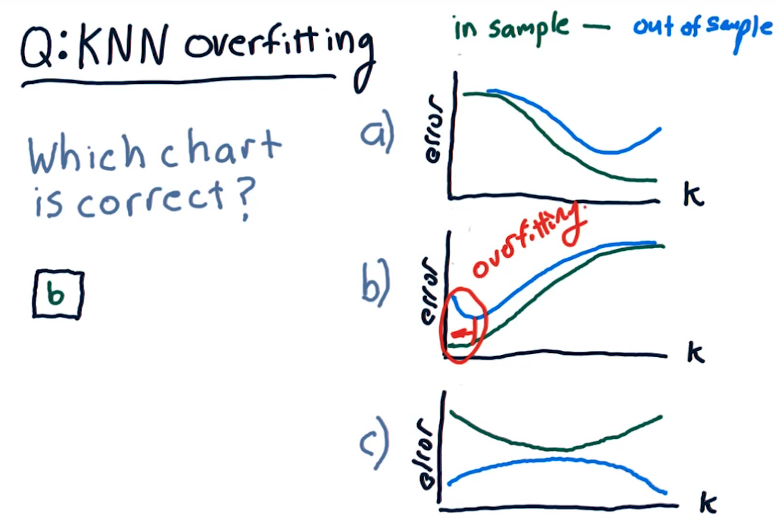 Q: KNN overfitting
in sample — out of sample
Which chart
is correct?
b
a)
error
k
b)
error
overfitting
k
c)
error
k